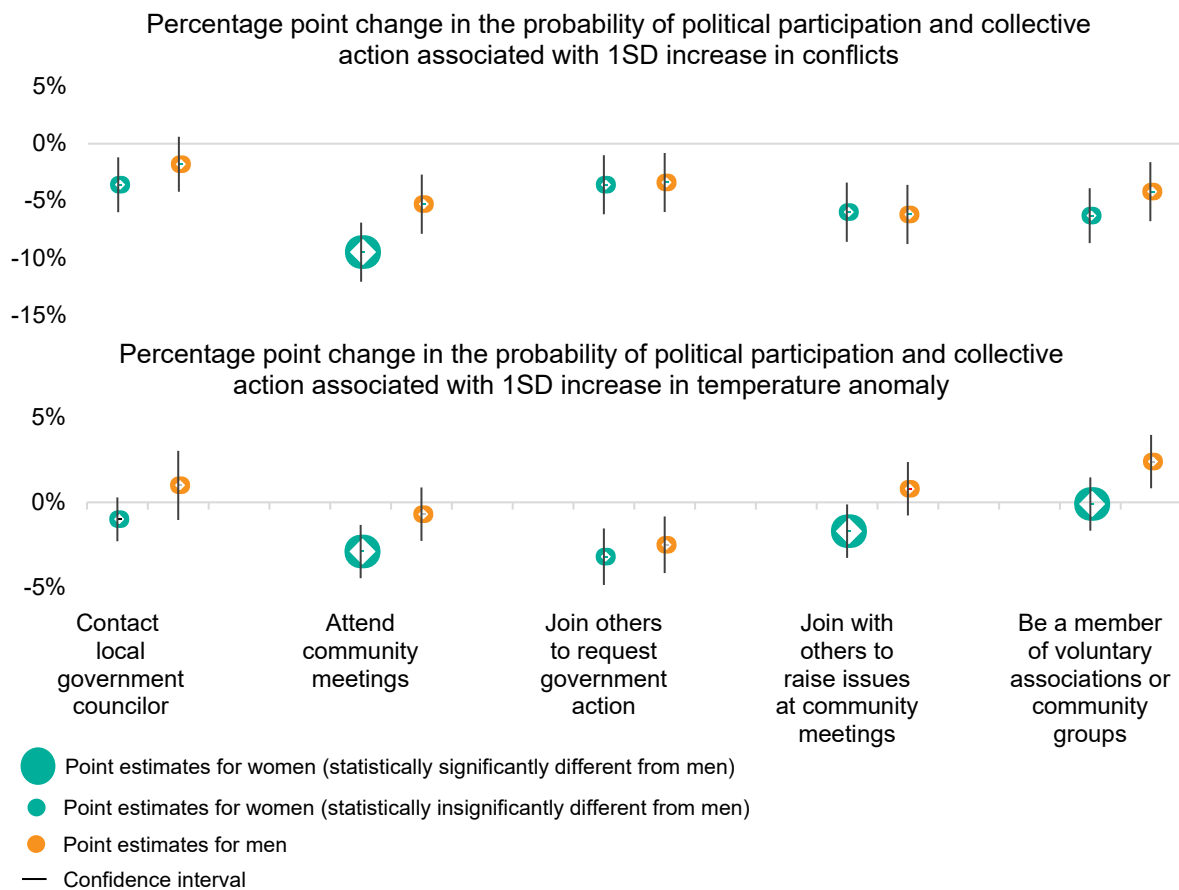 Percentage point change in the probability of political participation and collective
action associated with 1SD increase in conflicts
5%
0%
-5%
-10%
-15%
Percentage point change in the probability of political participation and collective
action associated with 1SD increase in temperature anomaly
5%
0%
-5%
Contact
local
government
councilor
Attend
community
meetings
Join others
to request
government
action
Join with
others to
raise issues
at community
meetings
Be a member
of voluntary
associations or
community
groups
Point estimates for women (statistically significantly different from men)
Point estimates for women (statistically insignificantly different from men)
Point estimates for men
Confidence interval